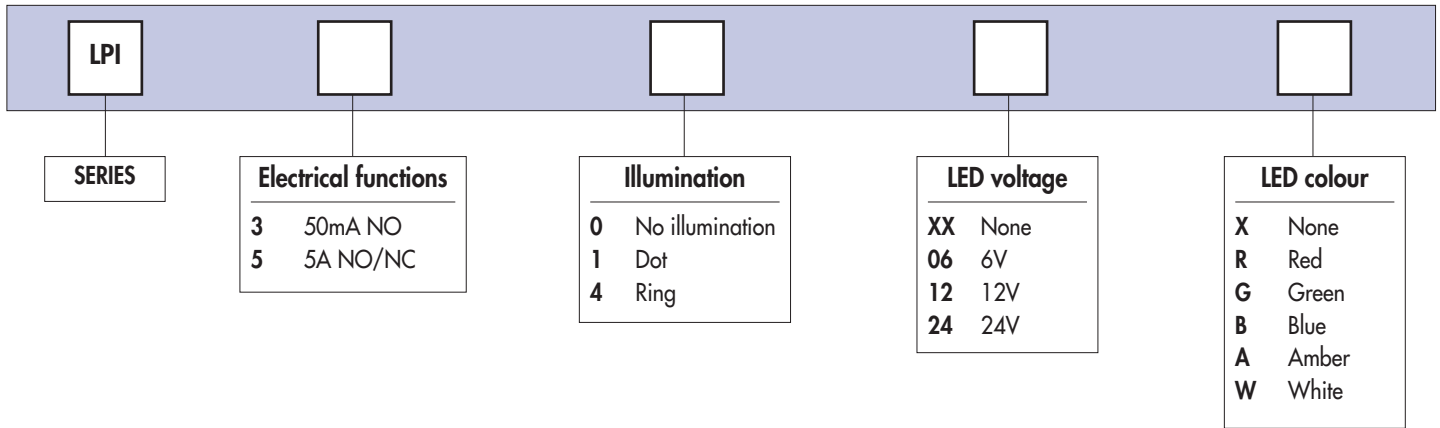 LPI
SERIES
Electrical functions
3 50mA NO
5 5A NO/NC
Illumination
0 No illumination
1 Dot
4 Ring
LED voltage
XX None
06 6V
12 12V
24 24V
LED colour
X None
R Red
G Green
B Blue
A Amber
W White